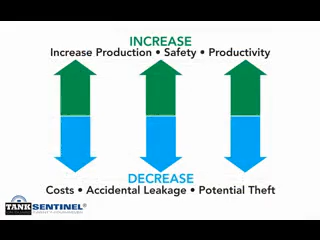 INCREASE
Increase Production • Safety • Productivity
DECREASE
Costs • Accidental Leakage • Potential Theft
TANK SENTINEL®